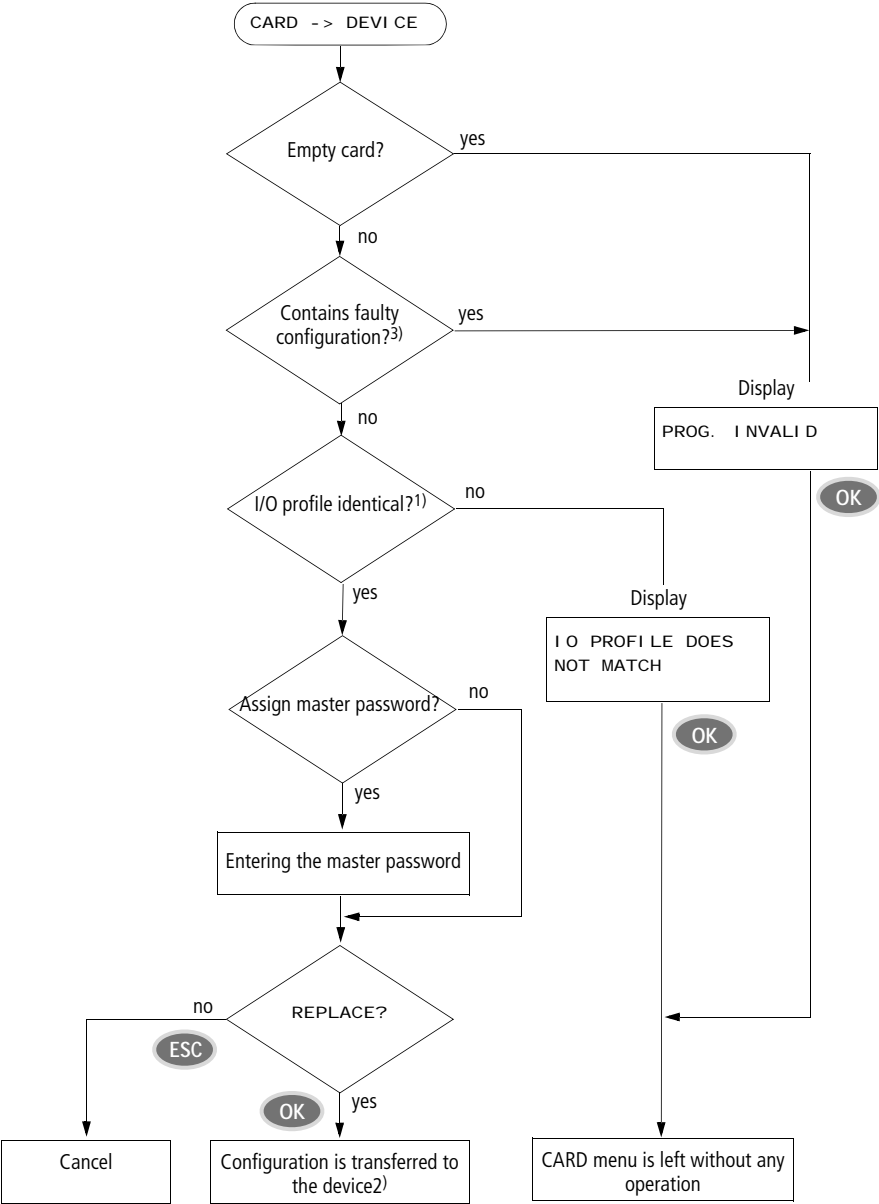 CARD -> DEVICE
Empty card?
yes
no
Contains faulty
configuration?3)
yes
no
Display
PROG. INVALID
OK
I/O profile identical?1)
no
yes
Display
IO PROFILE DOES
NOT MATCH
OK
Assign master password?
no
yes
Entering the master password
REPLACE?
no
ESC
OK
yes
Cancel
Configuration is transferred to
the device2)
CARD menu is left without any
operation